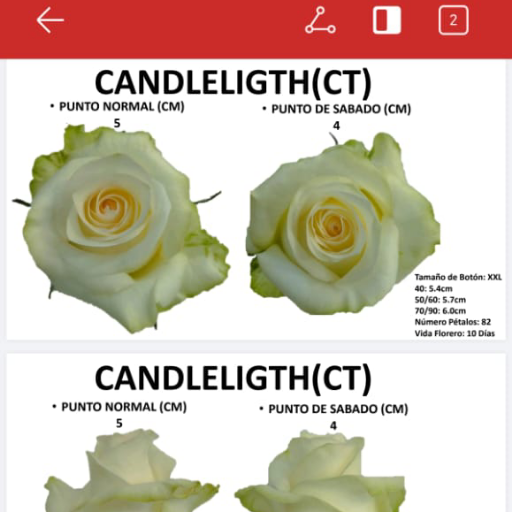 2
CANDLELIGTH(CT)
• PUNTO NORMAL (CM)
5
• PUNTO DE SABADO (CM)
4
Tamaño de Botón: XXL
40: 5.4cm
50/60: 5.7cm
70/90: 6.0cm
Número Pétalos: 82
Vida Florero: 10 Días
CANDLELIGTH(CT)
• PUNTO NORMAL (CM)
5
• PUNTO DE SABADO (CM)
4